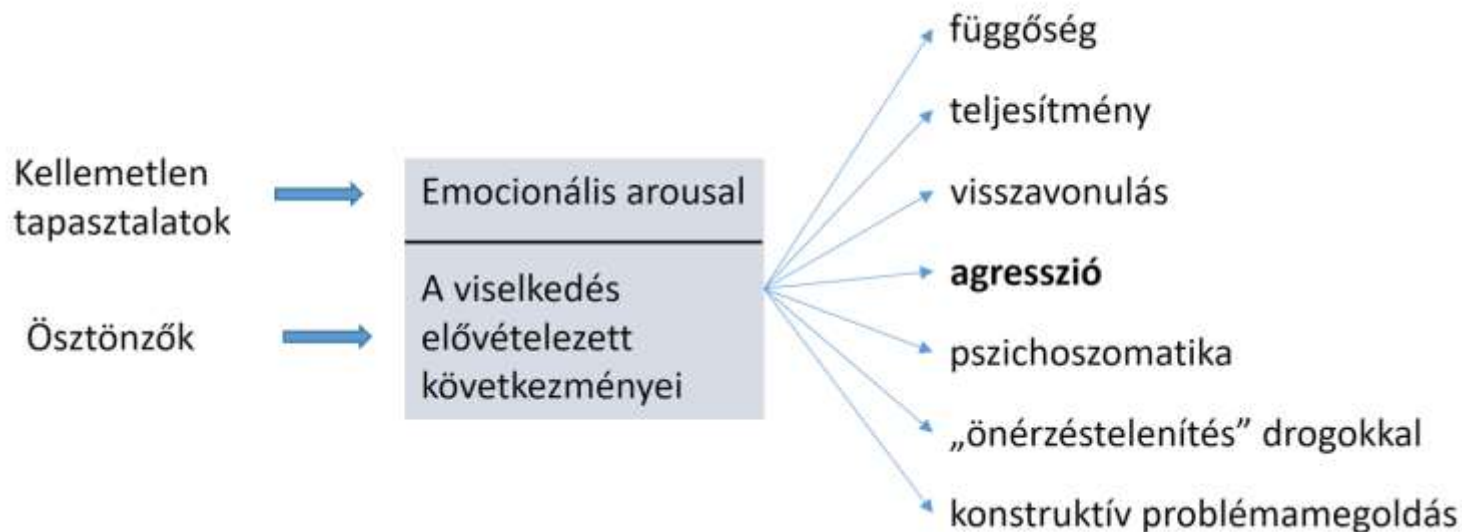 Kellemetlen
tapasztalatok
Ösztönzők
Emocionális arousal
A viselkedés
elővételezett
következményei
függőség
teljesítmény
visszavonulás
agresszió
pszichoszomatika
„önérzéstelenítés” drogokkal
konstruktív problémamegoldás